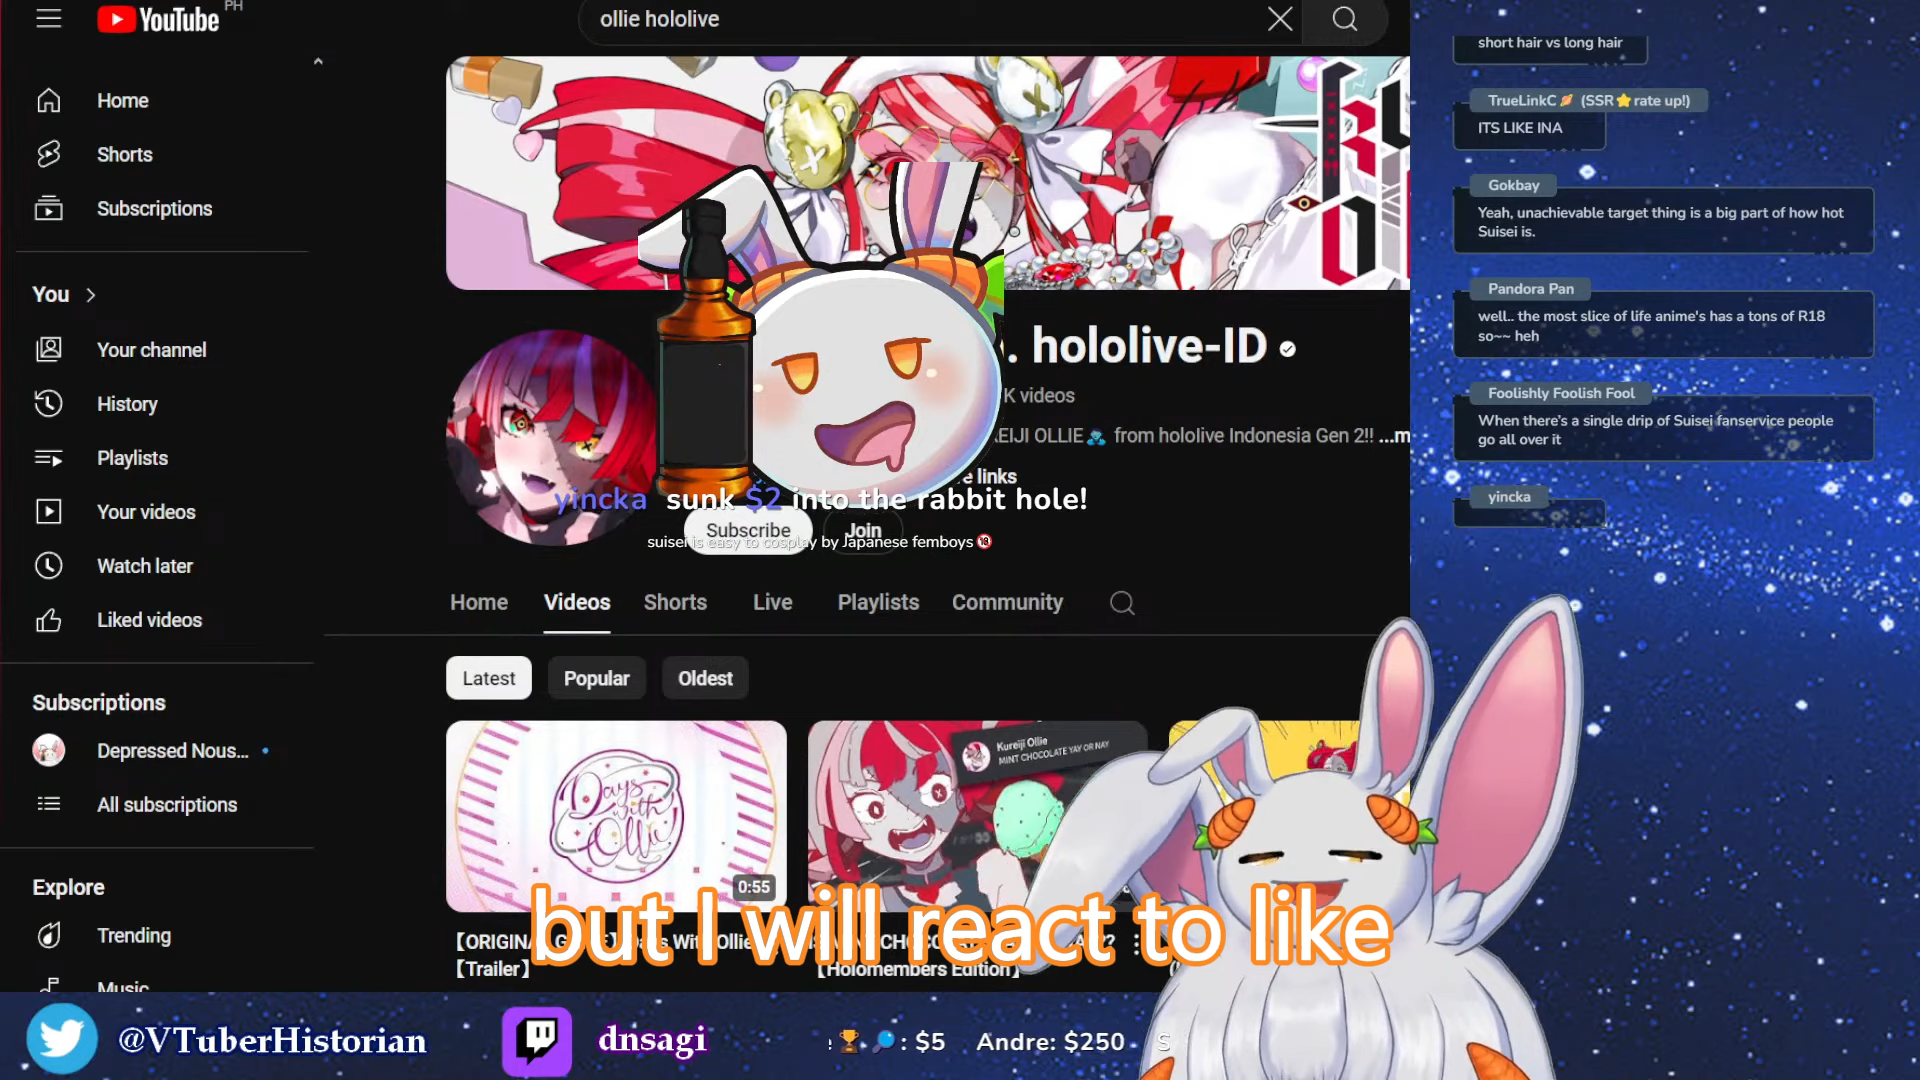 YouTube PH
ollie hololive
Home
Shorts
Subscriptions
You
Your channel
History
Playlists
Your videos
Watch later
Liked videos
Subscriptions
Depressed Nous...
All subscriptions
Explore
Trending
Music
. hololive-ID
K videos
EIJI OLLIE from hololive Indonesia Gen 2!! ...m
e links
yincka sunk $2 into the rabbit hole!
Subscribe
Join
suisei is easy to cosplay by Japanese femboys
Home
Videos
Shorts
Live
Playlists
Community
Latest
Popular
Oldest
Days with Ollie
0:55
Kureiji Ollie
MINT CHOCOLATE YAY OR NAY
【Trailer】
【Holomembers Edition】
but I will react to like
short hair vs long hair
TrueLinkC (SSR⭐rate up!)
ITS LIKE INA
Gokbay
Yeah, unachievable target thing is a big part of how hot
Suisei is.
Pandora Pan
well.. the most slice of life anime's has a tons of R18
so~~ heh
Foolishly Foolish Fool
When there's a single drip of Suisei fanservice people
go all over it
yincka
@VTuberHistorian
dnsagi
: $5
Andre: $250
S